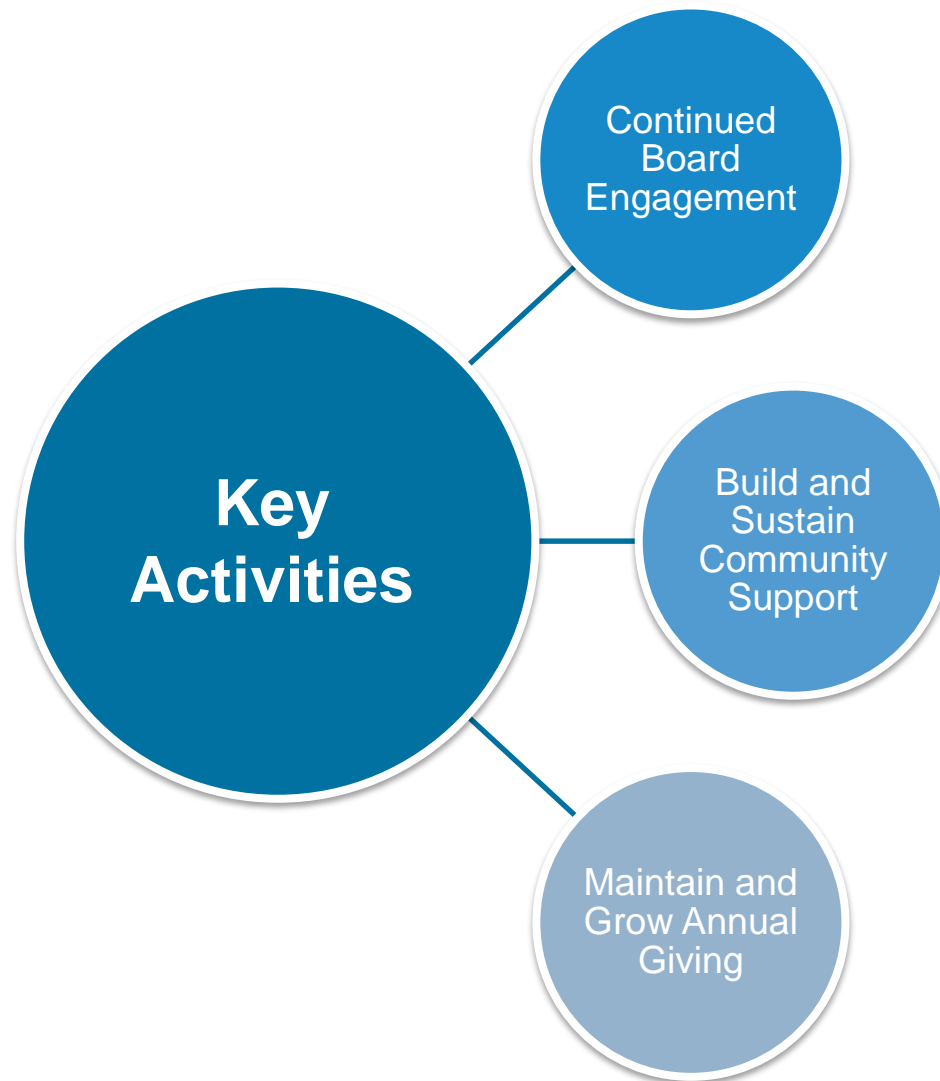 Continued
Board
Engagement
Key
Activities
Build and
Sustain
Community
Support
Maintain and
Grow Annual
Giving